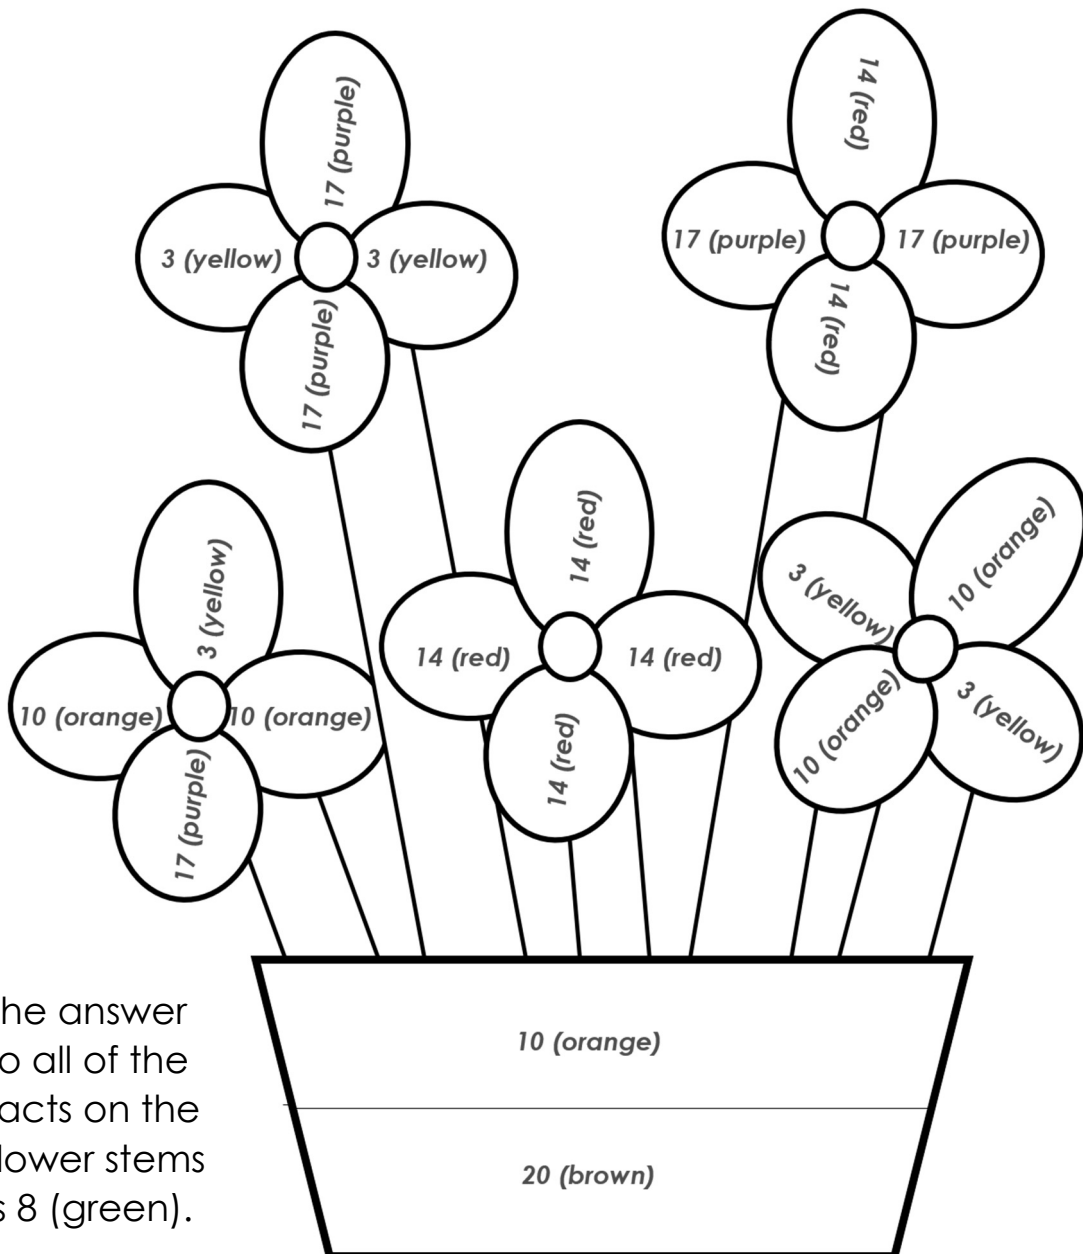 17 (purple)
3 (yellow)
3 (yellow)
17 (purple)
14 (red)
17 (purple)
17 (purple)
14 (red)
3 (yellow)
10 (orange)
10 (orange)
17 (purple)
14 (red)
14 (red)
14 (red)
14 (red)
3 (yellow)
10 (orange)
10 (orange)
3 (yellow)
10 (orange)
20 (brown)
he answer
o all of the
acts on the
lower stems
s 8 (green).